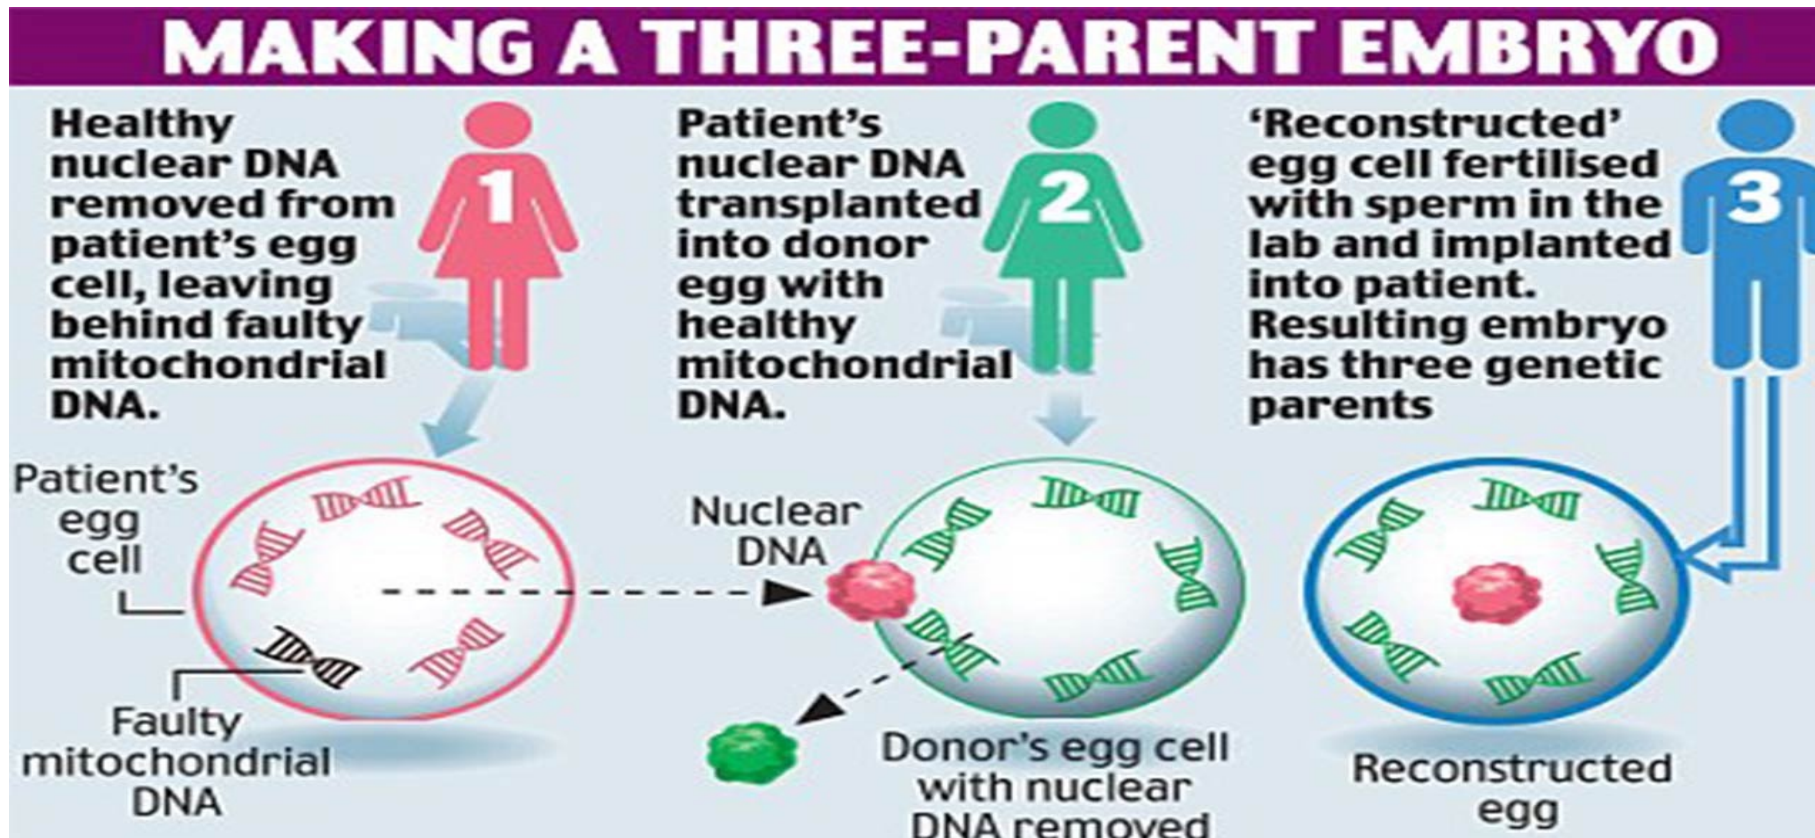 MAKING A THREE-PARENT EMBRYO
Healthy
nuclear DNA
removed from
patient's egg
cell, leaving
behind faulty
mitochondrial
DNA.
1
Patient's
nuclear DNA
transplanted
into donor
egg with
healthy
mitochondrial
DNA.
2
‘Reconstructed’
egg cell fertilised
with sperm in the
lab and implanted
into patient.
Resulting embryo
has three genetic
parents
3
Patient's
egg
cell
Faulty
mitochondrial
DNA
Nuclear
DNA
Donor's egg cell
with nuclear
DNA removed
Reconstructed
egg